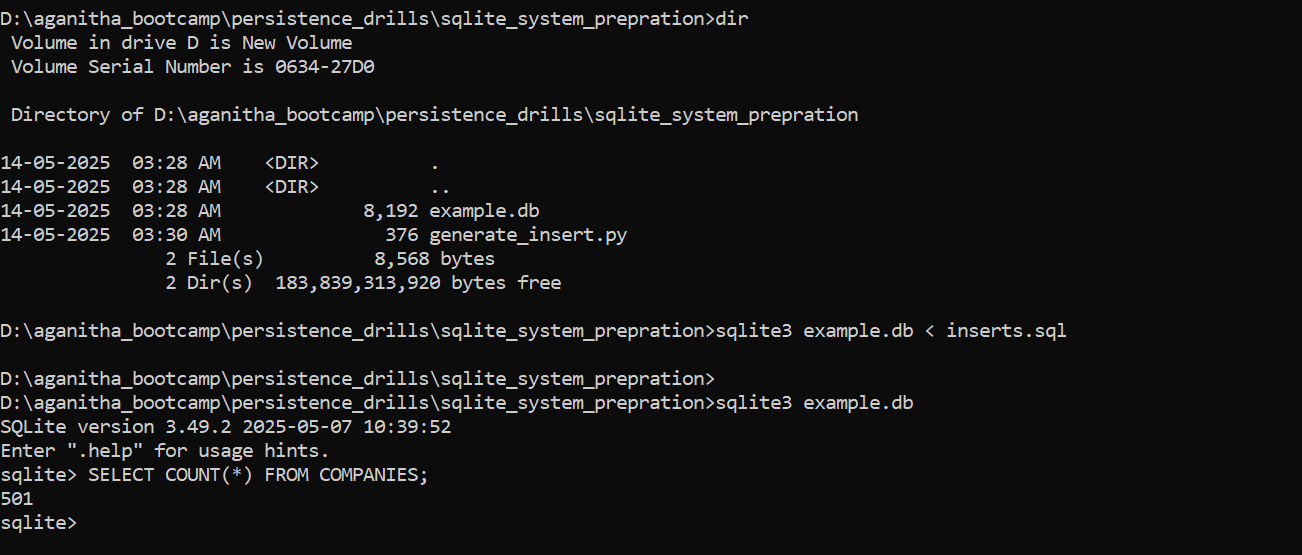 D:\aganitha_bootcamp\persistence_drills\sqlite_system_prepration>dir
 Volume in drive D is New Volume
 Volume Serial Number is 0634-27D0

 Directory of D:\aganitha_bootcamp\persistence_drills\sqlite_system_prepration

14-05-2025  03:28 AM    <DIR>          .
14-05-2025  03:28 AM    <DIR>          ..
14-05-2025  03:28 AM             8,192 example.db
14-05-2025  03:30 AM               376 generate_insert.py
               2 File(s)          8,568 bytes
               2 Dir(s)  183,839,313,920 bytes free

D:\aganitha_bootcamp\persistence_drills\sqlite_system_prepration>sqlite3 example.db < inserts.sql

D:\aganitha_bootcamp\persistence_drills\sqlite_system_prepration>
D:\aganitha_bootcamp\persistence_drills\sqlite_system_prepration>sqlite3 example.db
SQLite version 3.49.2 2025-05-07 10:39:52
Enter ".help" for usage hints.
sqlite> SELECT COUNT(*) FROM COMPANIES;
501
sqlite>